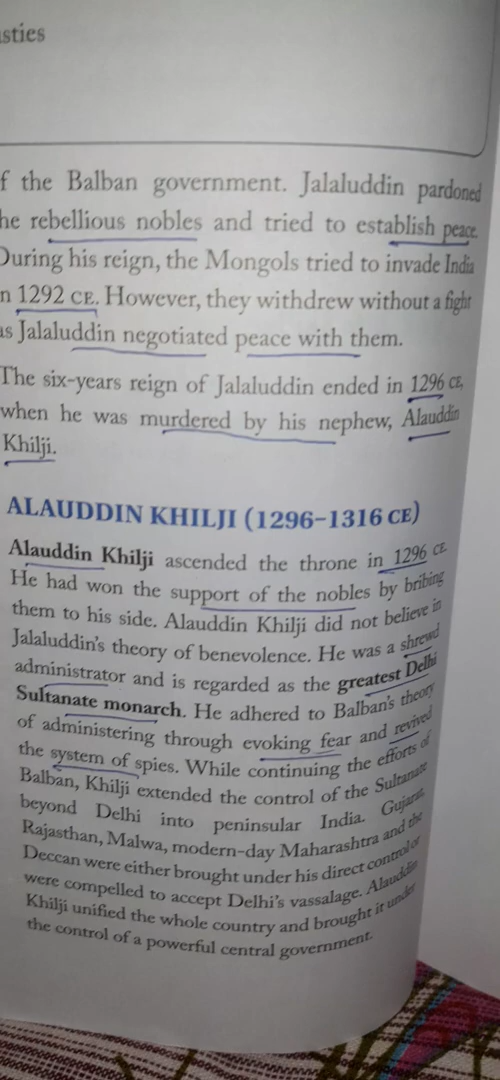 sties
f the Balban government. Jalaluddin pardoned
he rebellious nobles and tried to establish peace.
During his reign, the Mongols tried to invade India
n 1292 CE. However, they withdrew without a fight
as Jalaluddin negotiated peace with them.
The six-years reign of Jalaluddin ended in 1296 CE,
when he was murdered by his nephew, Alauddin
Khilji.
ALAUDDIN KHILJI (1296–1316 CE)
Alauddin Khilji ascended the throne in 1296 CE.
He had won the support of the nobles by bribing
them to his side. Alauddin Khilji did not believe in
Jalaluddin's theory of benevolence. He was a shrewd
administrator and is regarded as the greatest Delhi
Sultanate monarch. He adhered to Balban's theory
of administering through evoking fear and revived
the system of spies. While continuing the efforts of
Balban, Khilji extended the control of the Sultanate
beyond Delhi into peninsular India. Gujarat,
Rajasthan, Malwa, modern-day Maharashtra and the
Deccan were either brought under his direct control or
were compelled to accept Delhi's vassalage. Alauddin
Khilji unified the whole country and brought it under
the control of a powerful central government.